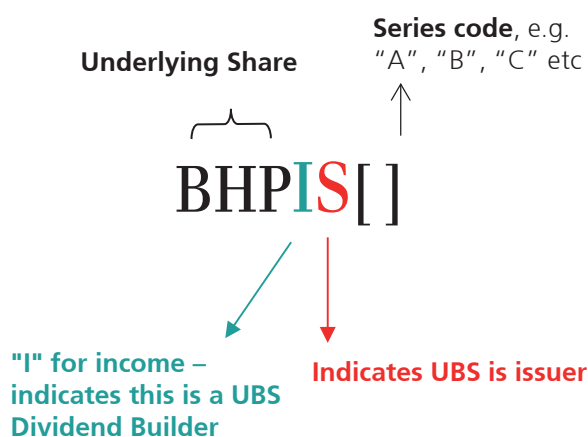 Series code, e.g.
"A", "B", "C" etc
Underlying Share
BHPIS[ ]
"I" for income –
indicates this is a UBS
Dividend Builder
Indicates UBS is issuer